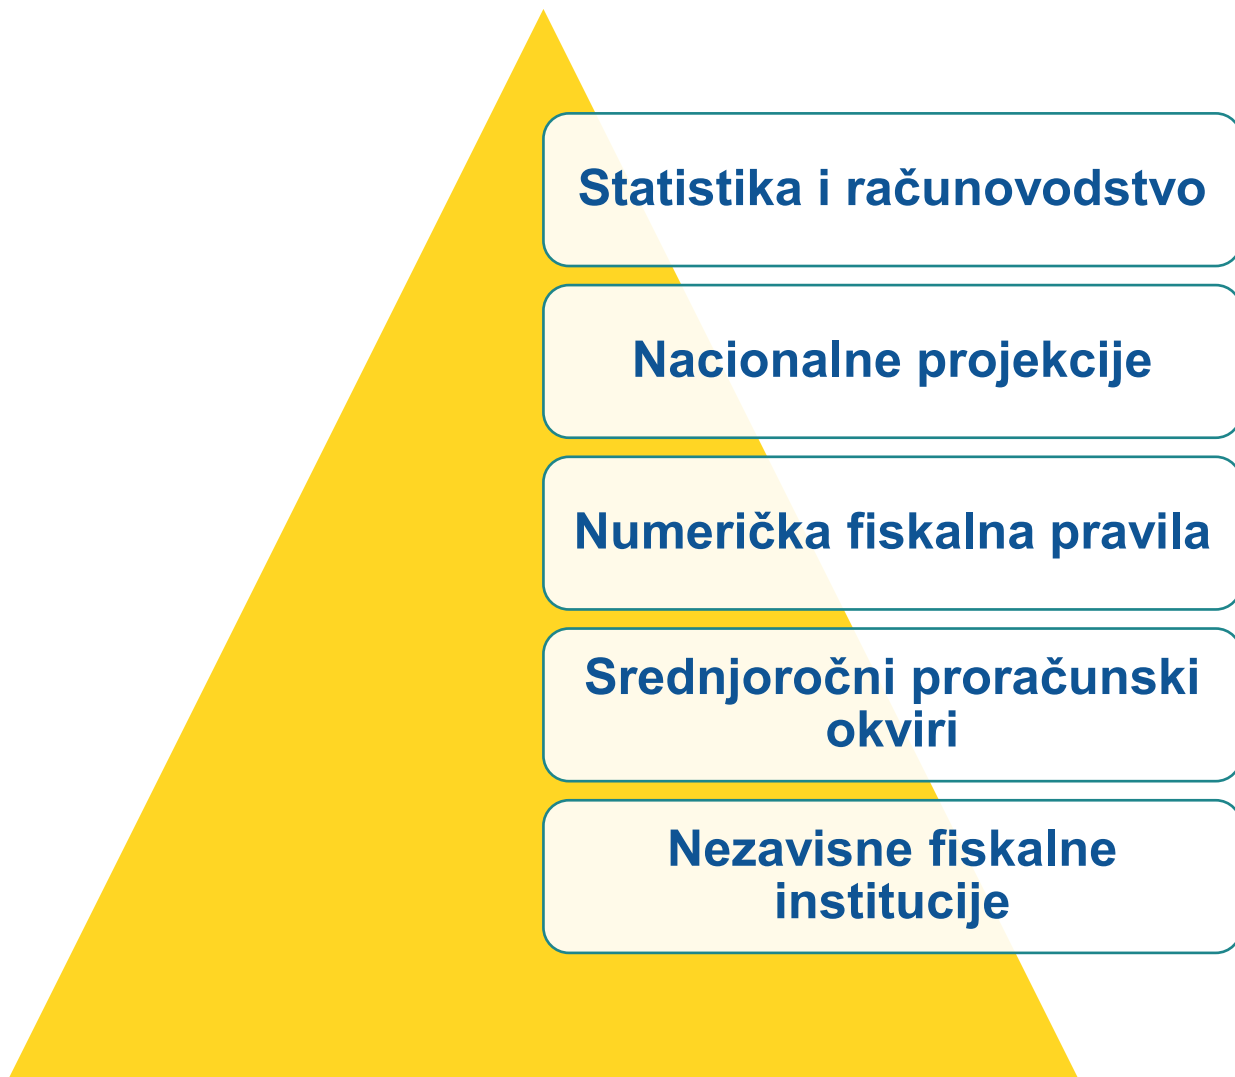 Statistika i računovodstvo
Nacionalne projekcije
Numerička fiskalna pravila
Srednjoročni proračunski
okviri
Nezavisne fiskalne
institucije